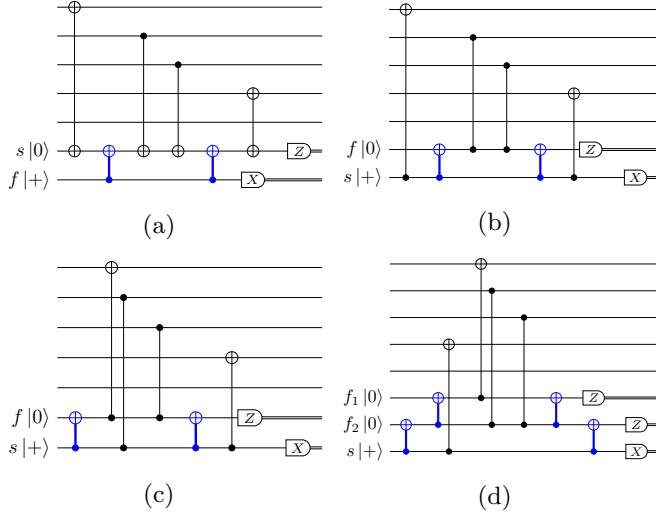 s |0⟩ Z
f |+⟩ X
(a)
f |0⟩ Z
s |+⟩ X
(b)
f |0⟩ Z
s |+⟩ X
(c)
f₁ |0⟩ Z
f₂ |0⟩ Z
s |+⟩ X
(d)